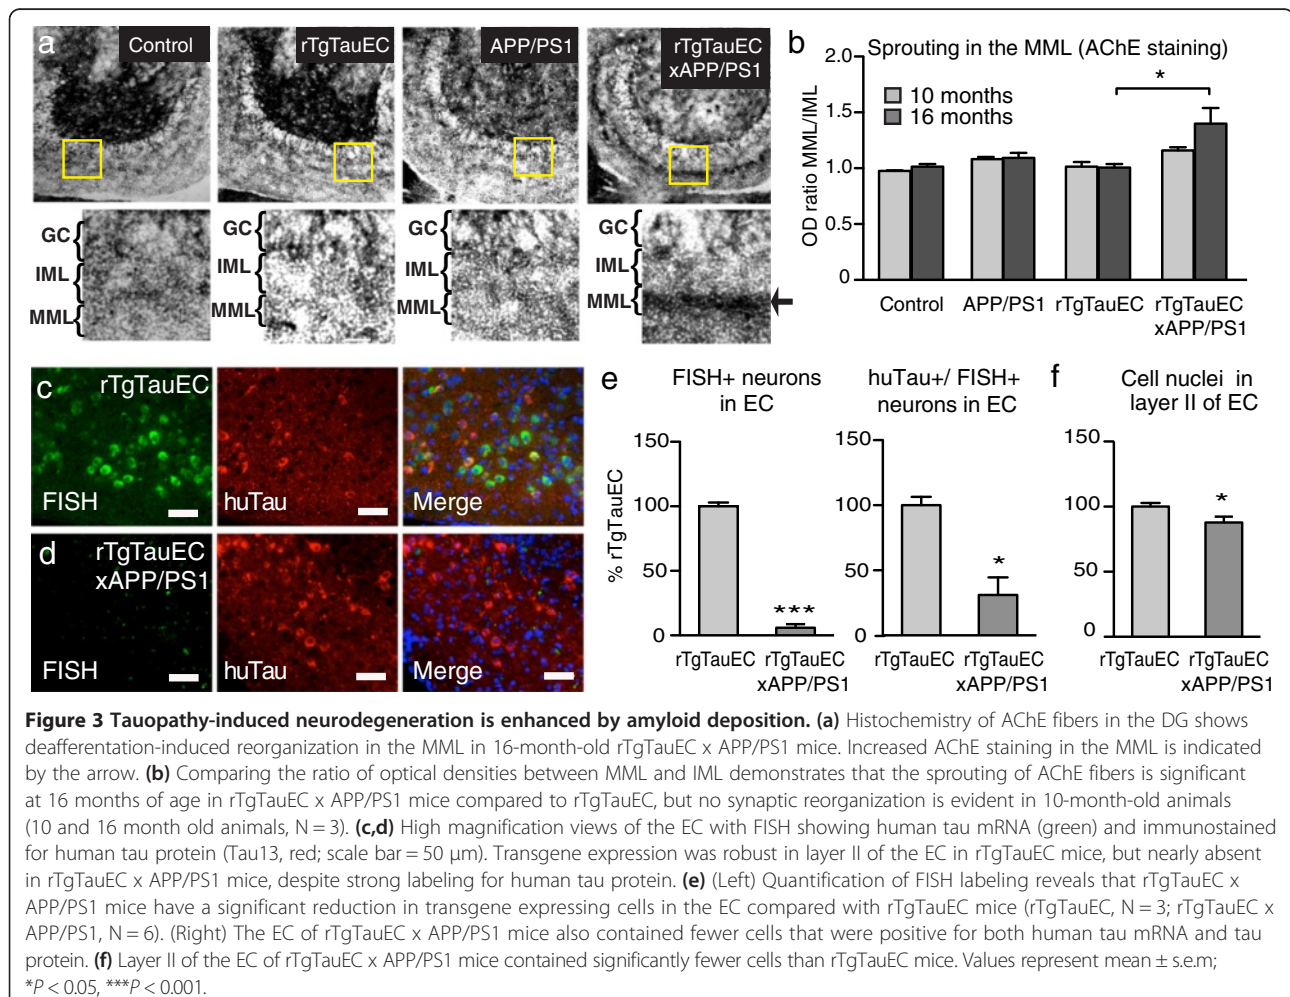 a
Control
rTgTauEC
APP/PS1
rTgTauEC
xAPP/PS1
GC
IML
MML
GC
IML
MML
GC
IML
MML
GC
IML
MML
b
Sprouting in the MML (AChE staining)
OD ratio MML/IML
2.0
1.5
1.0
0.5
0
10 months
16 months
*
Control
APP/PS1
rTgTauEC
rTgTauEC
xAPP/PS1
c
rTgTauEC
FISH
huTau
Merge
d
rTgTauEC
xAPP/PS1
FISH
huTau
Merge
e
FISH+ neurons
in EC
% rTgTauEC
150
100
50
0
***
rTgTauEC
rTgTauEC
xAPP/PS1
huTau+/ FISH+
neurons in EC
150
100
50
0
*
rTgTauEC
rTgTauEC
xAPP/PS1
f
Cell nuclei in
layer II of EC
150
100
50
0
*
rTgTauEC
rTgTauEC
xAPP/PS1
Figure 3 Tauopathy-induced neurodegeneration is enhanced by amyloid deposition. (a) Histochemistry of AChE fibers in the DG shows
deafferentation-induced reorganization in the MML in 16-month-old rTgTauEC x APP/PS1 mice. Increased AChE staining in the MML is indicated
by the arrow. (b) Comparing the ratio of optical densities between MML and IML demonstrates that the sprouting of AChE fibers is significant
at 16 months of age in rTgTauEC x APP/PS1 mice compared to rTgTauEC, but no synaptic reorganization is evident in 10-month-old animals
(10 and 16 month old animals, N = 3). (c,d) High magnification views of the EC with FISH showing human tau mRNA (green) and immunostained
for human tau protein (Tau13, red; scale bar = 50 μm). Transgene expression was robust in layer II of the EC in rTgTauEC mice, but nearly absent
in rTgTauEC x APP/PS1 mice, despite strong labeling for human tau protein. (e) (Left) Quantification of FISH labeling reveals that rTgTauEC x
APP/PS1 mice have a significant reduction in transgene expressing cells in the EC compared with rTgTauEC mice (rTgTauEC, N = 3; rTgTauEC x
APP/PS1, N = 6). (Right) The EC of rTgTauEC x APP/PS1 mice also contained fewer cells that were positive for both human tau mRNA and tau
protein. (f) Layer II of the EC of rTgTauEC x APP/PS1 mice contained significantly fewer cells than rTgTauEC mice. Values represent mean ± s.e.m;
*P < 0.05, ***P < 0.001.